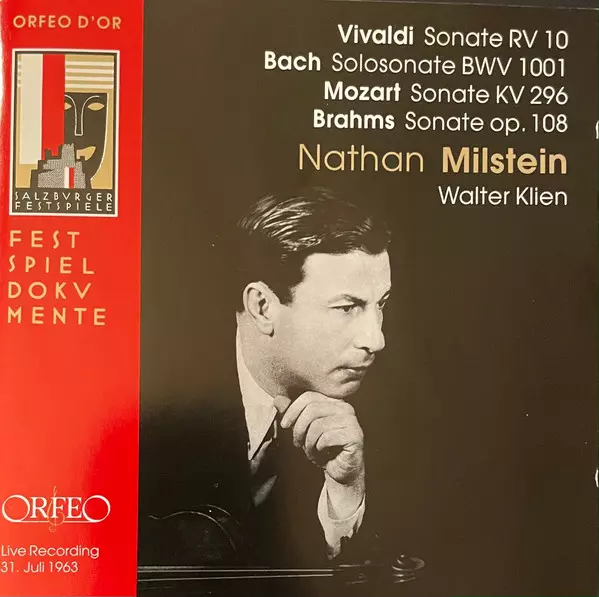 ORFEO D'OR
SALZBVRGER
FESTSPIELE
FEST
SPIEL
DOKV
MENTE
ORFEO
Live Recording
31. Juli 1963
Vivaldi Sonate RV 10
Bach Solosonate BWV 1001
Mozart Sonate KV 296
Brahms Sonate op. 108
Nathan Milstein
Walter Klien